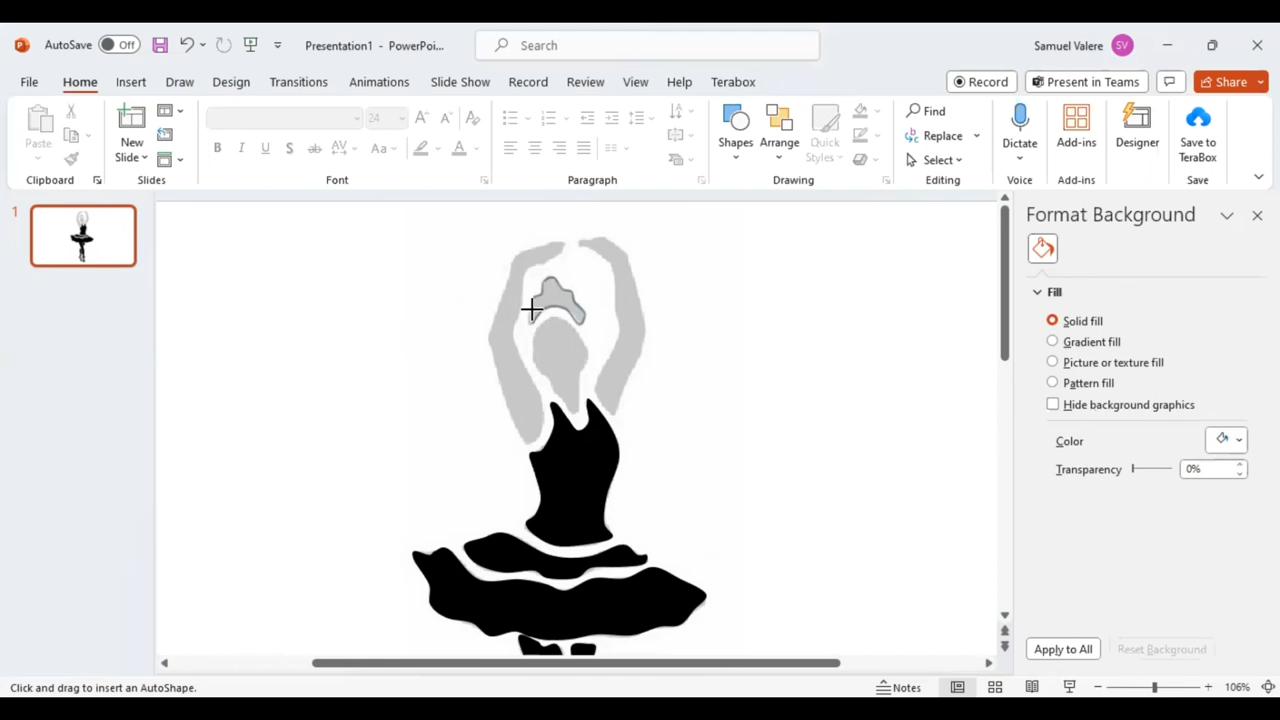 AutoSave Off Presentation1 - PowerPoi... Search Samuel Valere SV
File Home Insert Draw Design Transitions Animations Slide Show Record Review View Help Terabox Record Present in Teams Share
Paste New Slide 24 B I U S ab AV Aa A A A Shapes Arrange Quick Styles Find Replace Select Dictate Add-ins Designer Save to TeraBox
Clipboard Slides Font Paragraph Drawing Editing Voice Add-ins Save
1
Format Background
Fill
Solid fill
Gradient fill
Picture or texture fill
Pattern fill
Hide background graphics
Color
Transparency 0%
Apply to All Reset Background
Click and drag to insert an AutoShape. Notes 106%